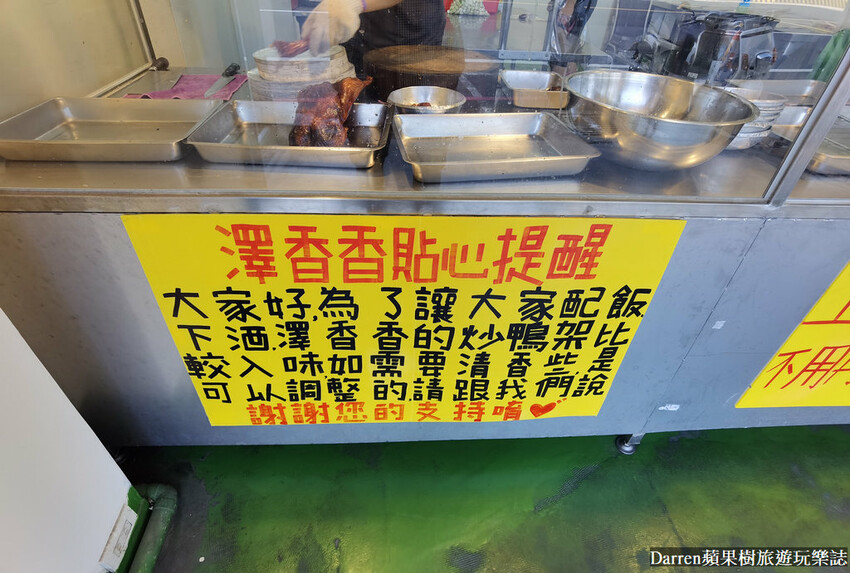 澤香香貼心提醒
大家好,為了讓大家配飯
下酒,澤香香的炒鴨架比
較入味,如需要清香些,是
可以調整的,請跟我們說
謝謝您的支持唷
不用
Darren蘋果樹旅遊玩樂誌